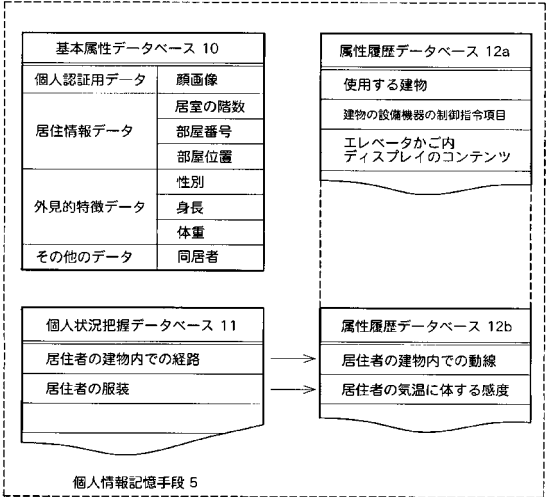 基本属性データベース 10
個人認証用データ 顔画像
居住情報データ
居室の階数
部屋番号
部屋位置
外見的特徴データ
性別
身長
体重
その他のデータ 同居者
属性履歴データベース 12a
使用する建物
建物の設備機器の制御指令項目
エレベータかご内
ディスプレイのコンテンツ
個人状況把握データベース 11
居住者の建物内での経路
居住者の服装
属性履歴データベース 12b
居住者の建物内での動線
居住者の気温に体する感度
個人情報記憶手段 5